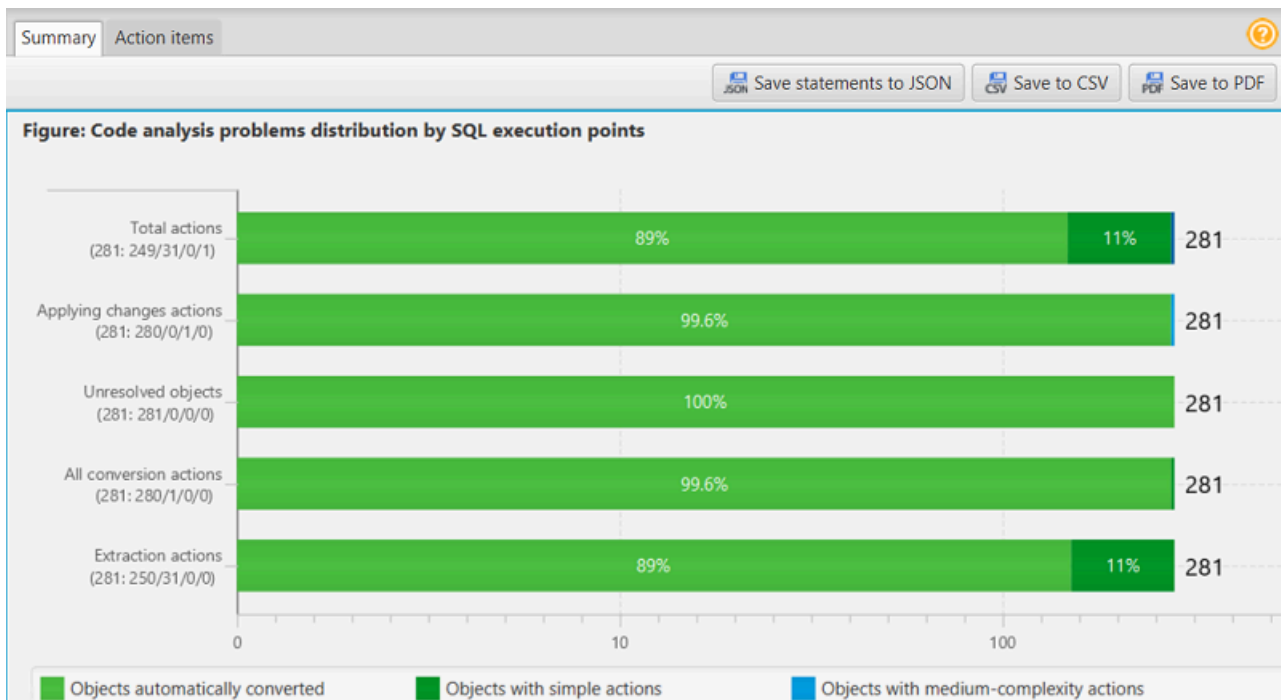 Summary
Action items
?
JSON Save statements to JSON
CSV Save to CSV
PDF Save to PDF
Figure: Code analysis problems distribution by SQL execution points
Total actions
(281: 249/31/0/1)
89%
11%
281
Applying changes actions
(281: 280/0/1/0)
99.6%
281
Unresolved objects
(281: 281/0/0/0)
100%
281
All conversion actions
(281: 280/1/0/0)
99.6%
281
Extraction actions
(281: 250/31/0/0)
89%
11%
281
0
10
100
Objects automatically converted
Objects with simple actions
Objects with medium-complexity actions